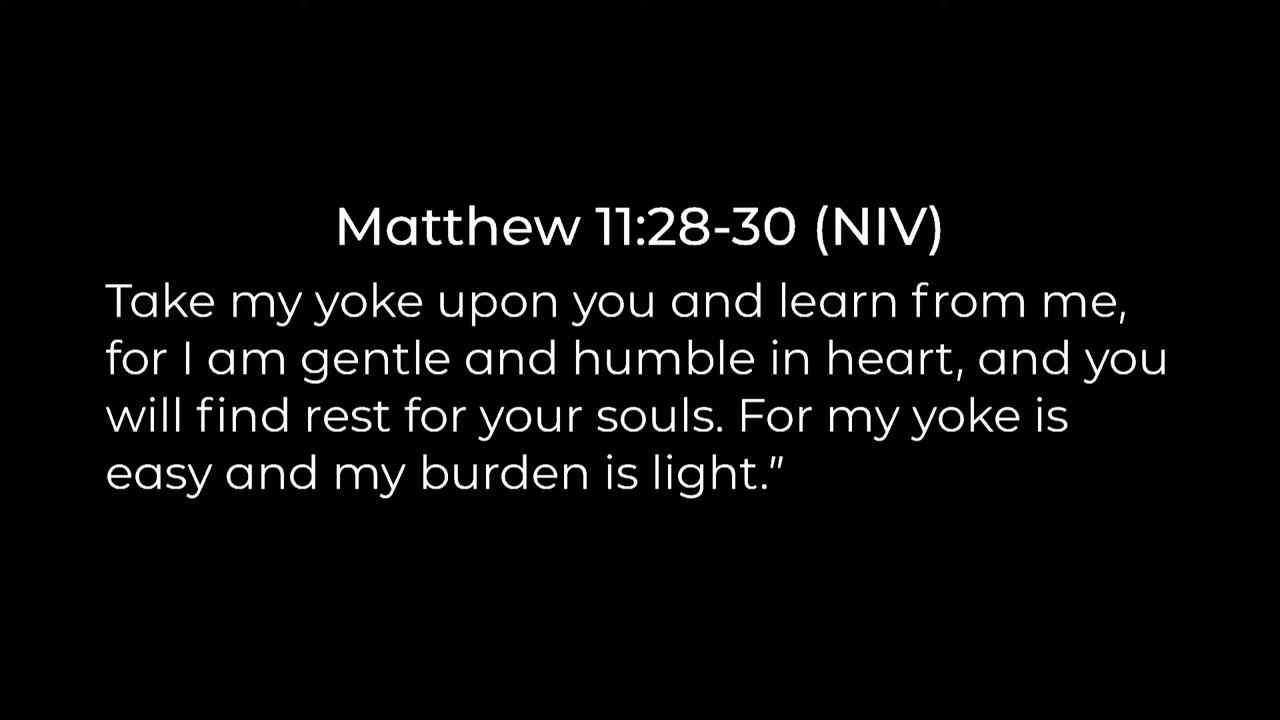 Matthew 11:28-30 (NIV)
Take my yoke upon you and learn from me,
for I am gentle and humble in heart, and you
will find rest for your souls. For my yoke is
easy and my burden is light."